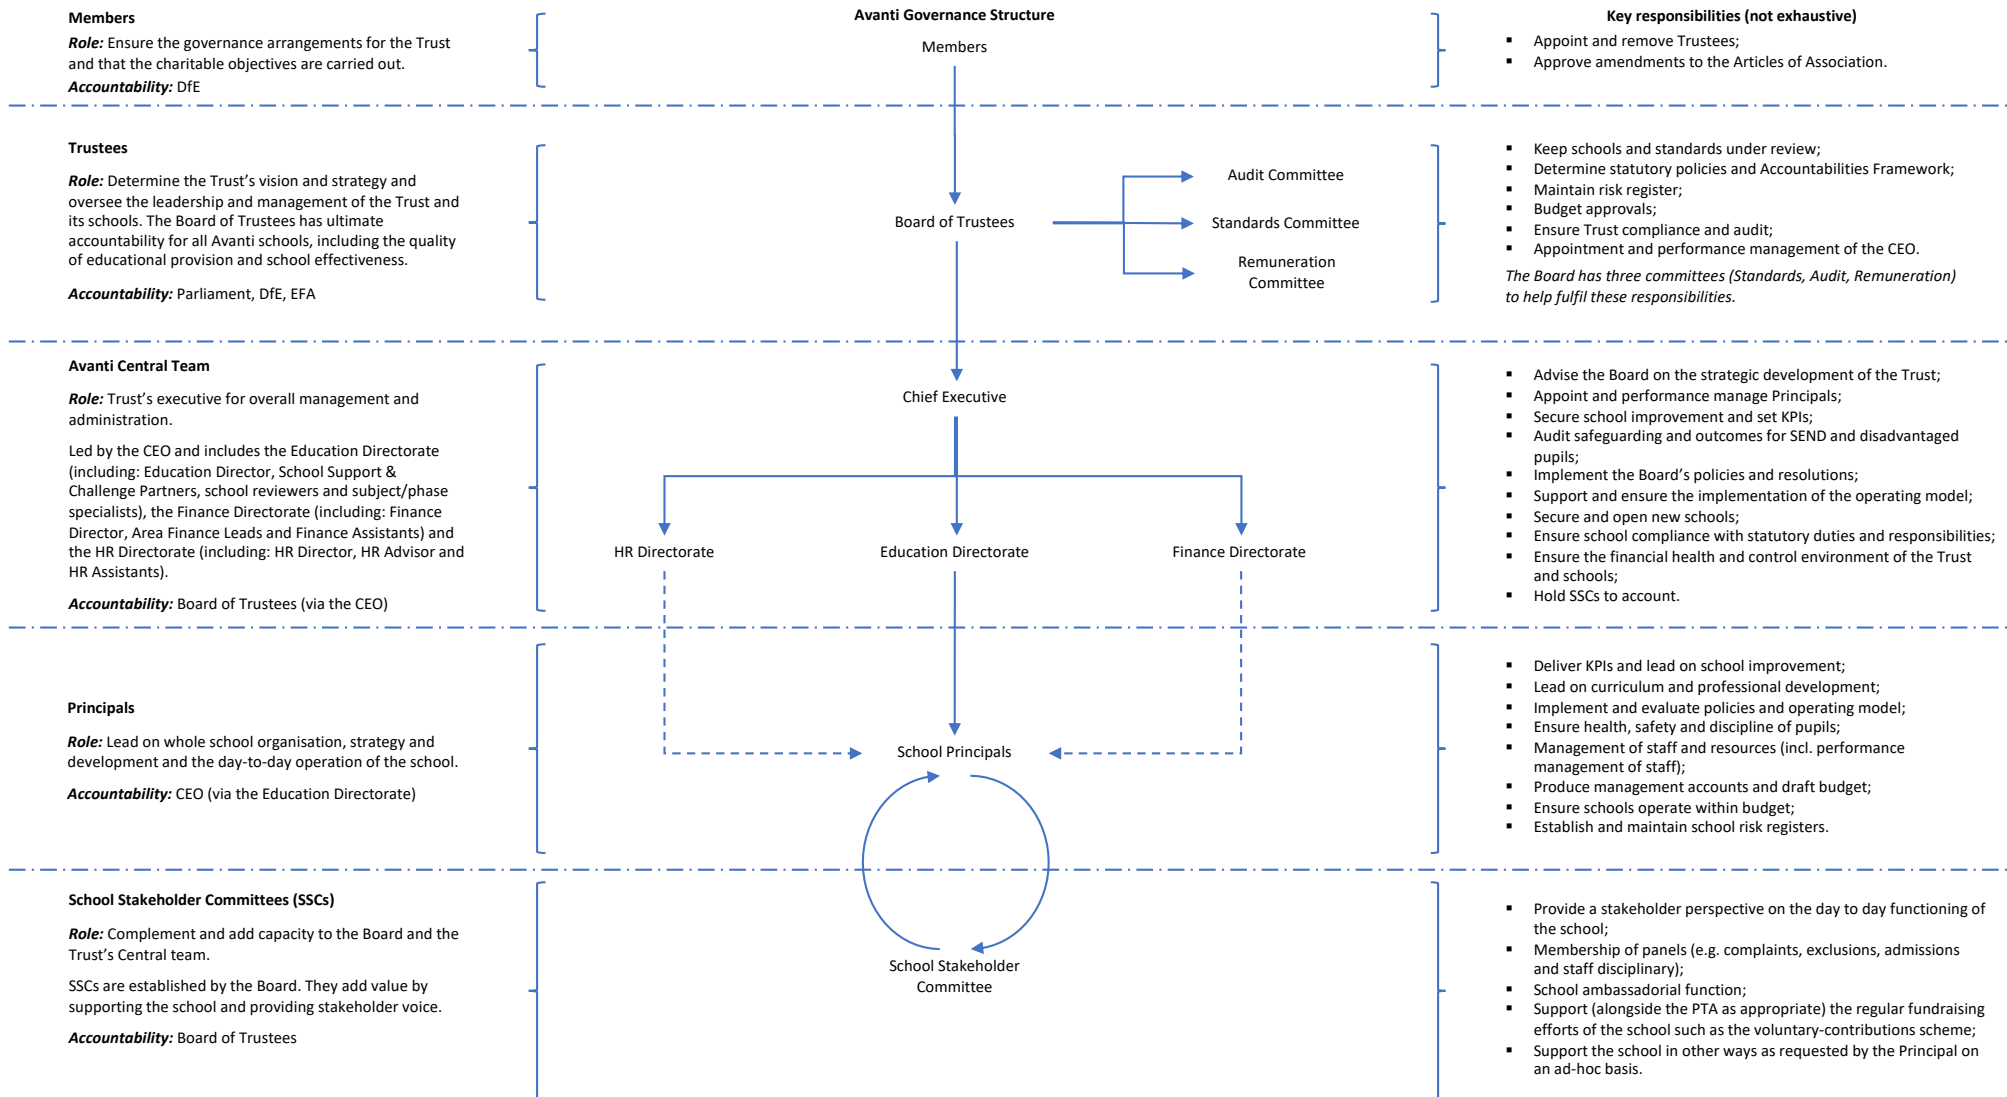 Avanti Governance Structure
Key responsibilities (not exhaustive)
Members
Role: Ensure the governance arrangements for the Trust
and that the charitable objectives are carried out.
Accountability: DfE
Members
▪ Appoint and remove Trustees;
▪ Approve amendments to the Articles of Association.
Trustees
Role: Determine the Trust’s vision and strategy and
oversee the leadership and management of the Trust and
its schools. The Board of Trustees has ultimate
accountability for all Avanti schools, including the quality
of educational provision and school effectiveness.
Accountability: Parliament, DfE, EFA
Board of Trustees
Audit Committee
Standards Committee
Remuneration
Committee
▪ Keep schools and standards under review;
▪ Determine statutory policies and Accountabilities Framework;
▪ Maintain risk register;
▪ Budget approvals;
▪ Ensure Trust compliance and audit;
▪ Appointment and performance management of the CEO.
The Board has three committees (Standards, Audit, Remuneration)
to help fulfil these responsibilities.
Avanti Central Team
Role: Trust’s executive for overall management and
administration.
Led by the CEO and includes the Education Directorate
(including: Education Director, School Support &
Challenge Partners, school reviewers and subject/phase
specialists), the Finance Directorate (including: Finance
Director, Area Finance Leads and Finance Assistants) and
the HR Directorate (including: HR Director, HR Advisor and
HR Assistants).
Accountability: Board of Trustees (via the CEO)
Chief Executive
HR Directorate
Education Directorate
Finance Directorate
▪ Advise the Board on the strategic development of the Trust;
▪ Appoint and performance manage Principals;
▪ Secure school improvement and set KPIs;
▪ Audit safeguarding and outcomes for SEND and disadvantaged
pupils;
▪ Implement the Board’s policies and resolutions;
▪ Support and ensure the implementation of the operating model;
▪ Secure and open new schools;
▪ Ensure school compliance with statutory duties and responsibilities;
▪ Ensure the financial health and control environment of the Trust
and schools;
▪ Hold SSCs to account.
Principals
Role: Lead on whole school organisation, strategy and
development and the day-to-day operation of the school.
Accountability: CEO (via the Education Directorate)
School Principals
▪ Deliver KPIs and lead on school improvement;
▪ Lead on curriculum and professional development;
▪ Implement and evaluate policies and operating model;
▪ Ensure health, safety and discipline of pupils;
▪ Management of staff and resources (incl. performance
management of staff);
▪ Produce management accounts and draft budget;
▪ Ensure schools operate within budget;
▪ Establish and maintain school risk registers.
School Stakeholder Committees (SSCs)
Role: Complement and add capacity to the Board and the
Trust’s Central team.
SSCs are established by the Board. They add value by
supporting the school and providing stakeholder voice.
Accountability: Board of Trustees
School Stakeholder
Committee
▪ Provide a stakeholder perspective on the day to day functioning of
the school;
▪ Membership of panels (e.g. complaints, exclusions, admissions
and staff disciplinary);
▪ School ambassadorial function;
▪ Support (alongside the PTA as appropriate) the regular fundraising
efforts of the school such as the voluntary-contributions scheme;
▪ Support the school in other ways as requested by the Principal on
an ad-hoc basis.